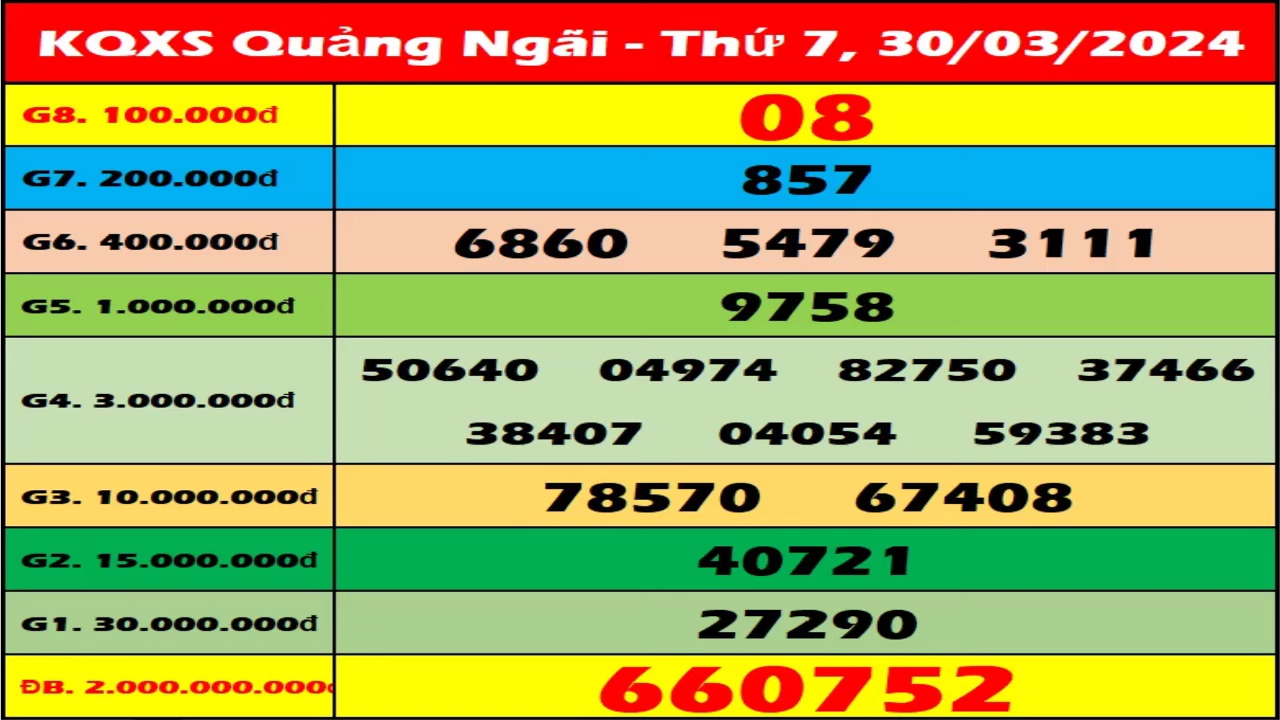 KQXS Quảng Ngãi - Thứ 7, 30/03/2024
G8. 100.000đ 08
G7. 200.000đ 857
G6. 400.000đ 6860 5479 3111
G5. 1.000.000đ 9758
G4. 3.000.000đ 50640 04974 82750 37466
38407 04054 59383
G3. 10.000.000đ 78570 67408
G2. 15.000.000đ 40721
G1. 30.000.000đ 27290
ĐB. 2.000.000.000đ 660752